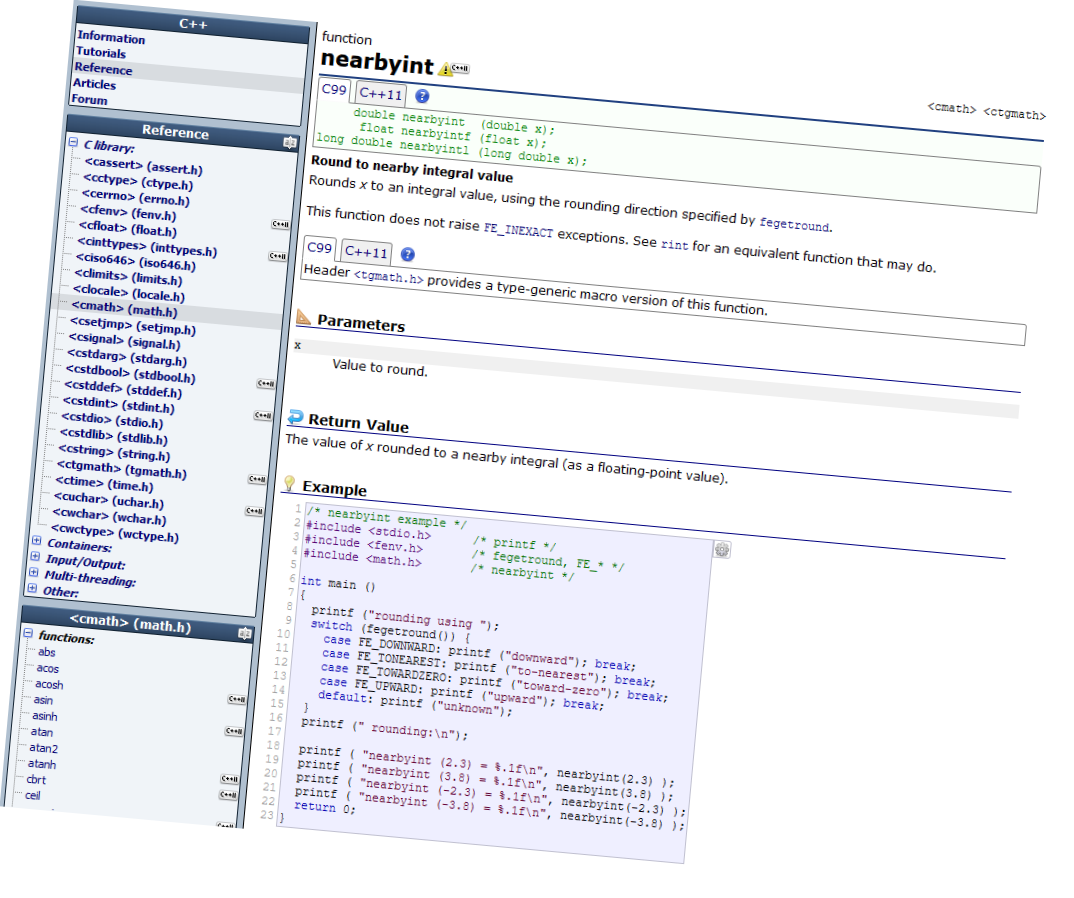 C++
Information
Tutorials
Reference
Articles
Forum
Reference
C library:
<cassert> (assert.h)
<cctype> (ctype.h)
<cerrno> (errno.h)
<cfenv> (fenv.h)
<cfloat> (float.h)
<cinttypes> (inttypes.h)
<ciso646> (iso646.h)
<climits> (limits.h)
<clocale> (locale.h)
<cmath> (math.h)
<csetjmp> (setjmp.h)
<csignal> (signal.h)
<cstdarg> (stdarg.h)
<cstdbool> (stdbool.h)
<cstddef> (stddef.h)
<cstdint> (stdint.h)
<cstdio> (stdio.h)
<cstdlib> (stdlib.h)
<cstring> (string.h)
<ctgmath> (tgmath.h)
<ctime> (time.h)
<cuchar> (uchar.h)
<cwchar> (wchar.h)
<cwctype> (wctype.h)
Containers:
Input/Output:
Multi-threading:
Other:
<cmath> (math.h)
functions:
abs
acos
acosh
asin
asinh
atan
atan2
atanh
cbrt
ceil
function
nearbyint
<cmath> <ctgmath>
C99 C++11 ?
double nearbyint (double x);
float nearbyintf (float x);
long double nearbyintl (long double x);
Round to nearby integral value
Rounds x to an integral value, using the rounding direction specified by fegetround.
This function does not raise FE_INEXACT exceptions. See rint for an equivalent function that may do.
C99 C++11 ?
Header <tgmath.h> provides a type-generic macro version of this function.
Parameters
x
Value to round.
Return Value
The value of x rounded to a nearby integral (as a floating-point value).
Example
1 /* nearbyint example */
2 #include <stdio.h> /* printf */
3 #include <fenv.h> /* fegetround, FE_* */
4 #include <math.h> /* nearbyint */
5
6 int main ()
7 {
8 printf ("rounding using ");
9 switch (fegetround()) {
10 case FE_DOWNWARD: printf ("downward"); break;
11 case FE_TONEAREST: printf ("to-nearest"); break;
12 case FE_TOWARDZERO: printf ("toward-zero"); break;
13 case FE_UPWARD: printf ("upward"); break;
14 default: printf ("unknown");
15 }
16 printf (" rounding:\n");
17
18 printf ( "nearbyint (2.3) = %.1f\n", nearbyint(2.3) );
19 printf ( "nearbyint (3.8) = %.1f\n", nearbyint(3.8) );
20 printf ( "nearbyint (-2.3) = %.1f\n", nearbyint(-2.3) );
21 printf ( "nearbyint (-3.8) = %.1f\n", nearbyint(-3.8) );
22 return 0;
23 }